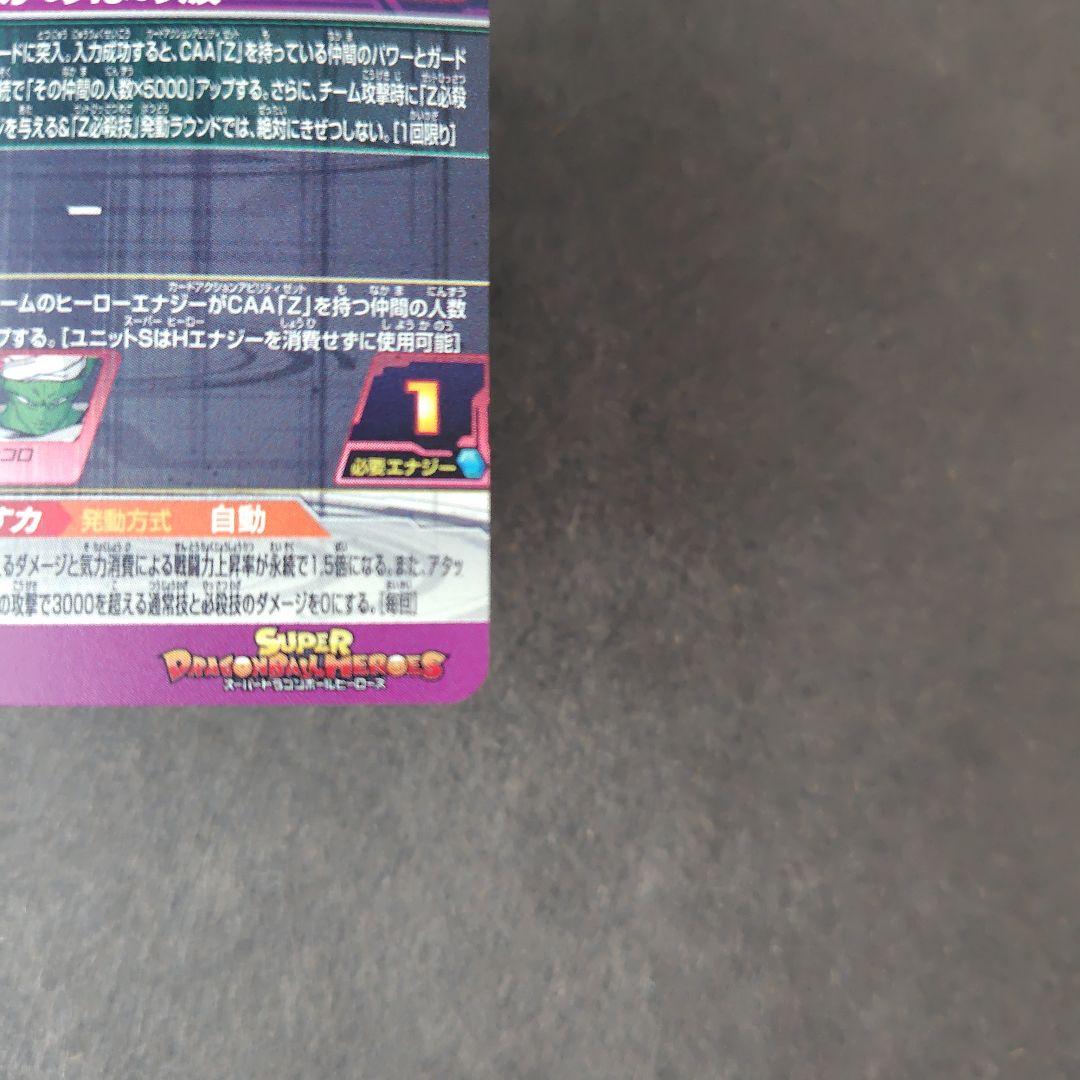 ードに突入。入力成功すると、CAA「Z」を持っている仲間のパワーとガード
続で「その仲間の人数×5000」アップする。さらに、チーム攻撃時に「Z必殺
を与える&「Z必殺技」発動ラウンドでは、絶対にきぜつしない。[1回限り]
ームのヒーローエナジーがCAA「Z」を持つ仲間の人数
プする。[ユニットSはHエナジーを消費せずに使用可能]
コロ
1
必要エナジー
す力 発動方式 自動
るダメージと気力消費による戦闘力上昇率が永続で1.5倍になる。また、アタッ
の攻撃で3000を超える通常技と必殺技のダメージを0にする。[毎回]
SUPER
DRAGONBALL HEROES
スーパードラゴンボールヒーローズ